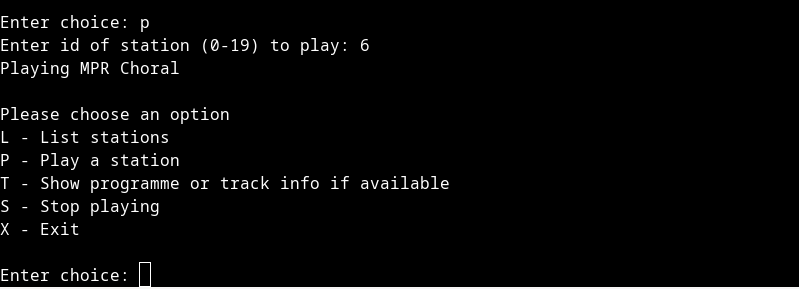 Enter choice: p
Enter id of station (0-19) to play: 6
Playing MPR Choral
Please choose an option
L - List stations
P - Play a station
T - Show programme or track info if available
S - Stop playing
X - Exit
Enter choice: